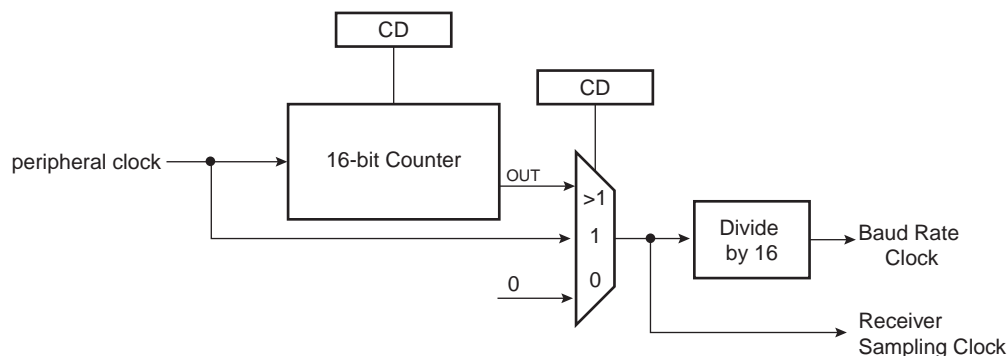 CD
CD
peripheral clock
16-bit Counter
OUT
>1
1
0
0
Divide
by 16
Baud Rate
Clock
Receiver
Sampling Clock